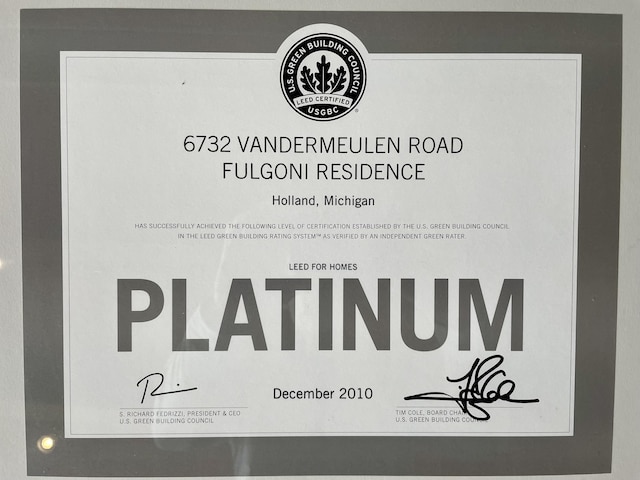 U.S. GREEN BUILDING COUNCIL
LEED CERTIFIED
USGBC
®
6732 VANDERMEULEN ROAD
FULGONI RESIDENCE
Holland, Michigan
HAS SUCCESSFULLY ACHIEVED THE FOLLOWING LEVEL OF CERTIFICATION ESTABLISHED BY THE U.S. GREEN BUILDING COUNCIL
IN THE LEED GREEN BUILDING RATING SYSTEM™ AS VERIFIED BY AN INDEPENDENT GREEN RATER
LEED FOR HOMES
PLATINUM
December 2010
S. RICHARD FEDRIZZI, PRESIDENT & CEO
U.S. GREEN BUILDING COUNCIL
TIM COLE, BOARD
U.S. GREEN BUILDING